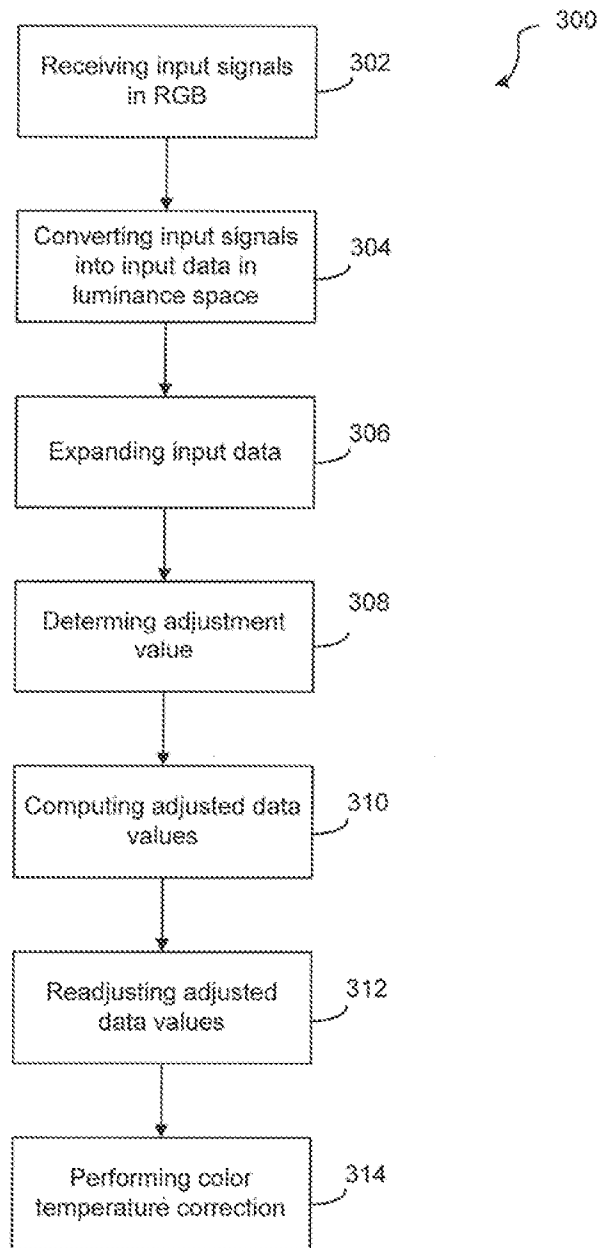 300
Receiving input signals
in RGB
302
Converting input signals
into input data in
luminance space
304
Expanding input data
306
Determing adjustment
value
308
Computing adjusted data
values
310
Readjusting adjusted
data values
312
Performing color
temperature correction
314